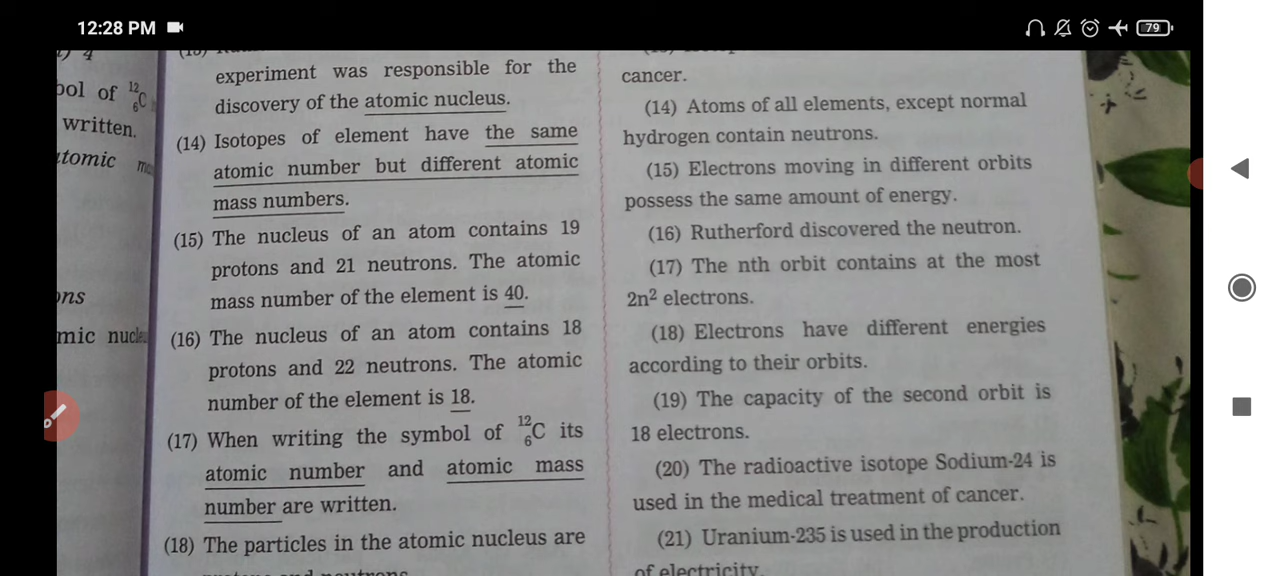 12:28 PM
79
4
bol of 12 6 C
written.
atomic
ons
mic
experiment was responsible for the
discovery of the atomic nucleus.
(14) Isotopes of element have the same
atomic number but different atomic
mass numbers.
(15) The nucleus of an atom contains 19
protons and 21 neutrons. The atomic
mass number of the element is 40.
(16) The nucleus of an atom contains 18
protons and 22 neutrons. The atomic
number of the element is 18.
(17) When writing the symbol of ¹²₆C its
atomic number and atomic mass
number are written.
(18) The particles in the atomic nucleus are
protons and neutrons
cancer.
(14) Atoms of all elements, except normal
hydrogen contain neutrons.
(15) Electrons moving in different orbits
possess the same amount of energy.
(16) Rutherford discovered the neutron.
(17) The nth orbit contains at the most
2n² electrons.
(18) Electrons have different energies
according to their orbits.
(19) The capacity of the second orbit is
18 electrons.
(20) The radioactive isotope Sodium-24 is
used in the medical treatment of cancer.
(21) Uranium-235 is used in the production
of electricity.